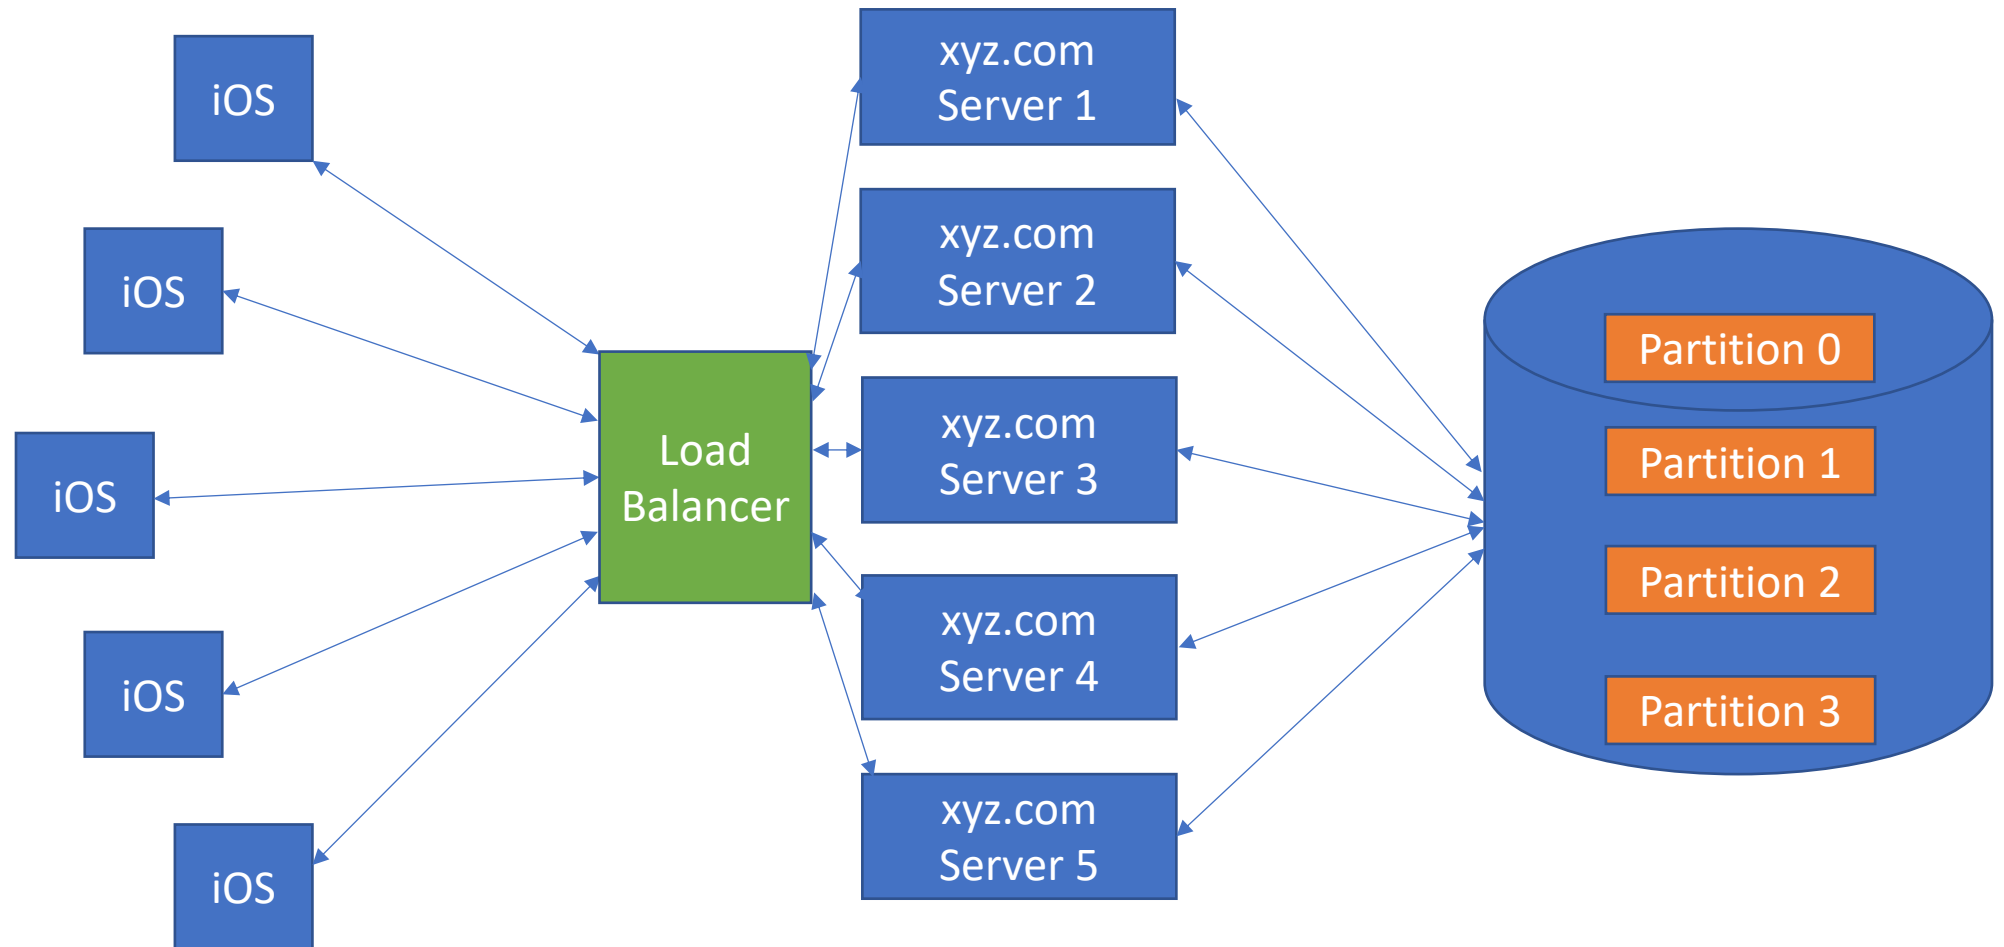 iOS
iOS
iOS
iOS
iOS
Load
Balancer
xyz.com
Server 1
xyz.com
Server 2
xyz.com
Server 3
xyz.com
Server 4
xyz.com
Server 5
Partition 0
Partition 1
Partition 2
Partition 3